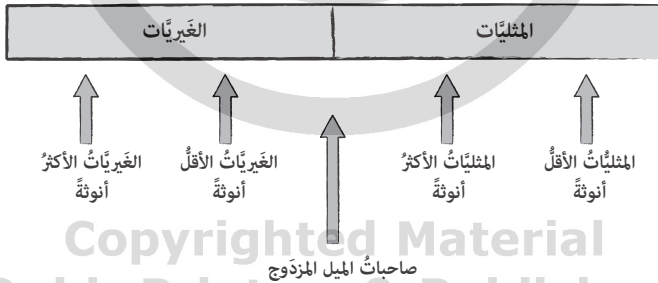 المثليَّات
الغَيريَّات
المثليَّاتُ الأقلُّ
أنوثةً
المثليَّاتُ الأكثرُ
أنوثةً
الغَيريَّاتُ الأقلُّ
أنوثةً
الغَيريَّاتُ الأكثرُ
أنوثةً
صاحباتُ الميل المزدَوج
Copyrighted Material